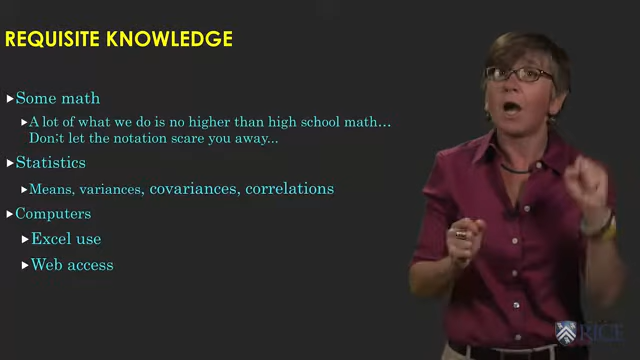 REQUISITE KNOWLEDGE
Some math
A lot of what we do is no higher than high school math…
Don;t let the notation scare you away...
Statistics
Means, variances, covariances, correlations
Computers
Excel use
Web access
RICE